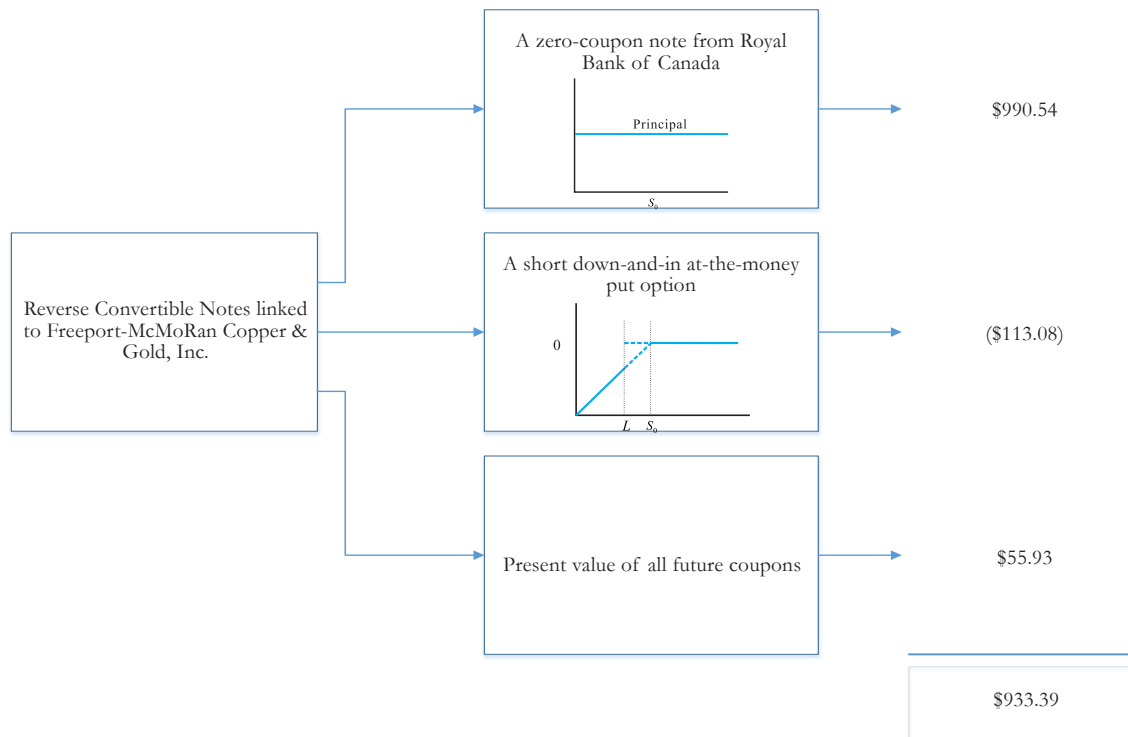 A zero-coupon note from Royal
Bank of Canada
Principal
S₀
$990.54
Reverse Convertible Notes linked
to Freeport-McMoRan Copper &
Gold, Inc.
A short down-and-in at-the-money
put option
0
L S₀
($113.08)
Present value of all future coupons
$55.93
$933.39